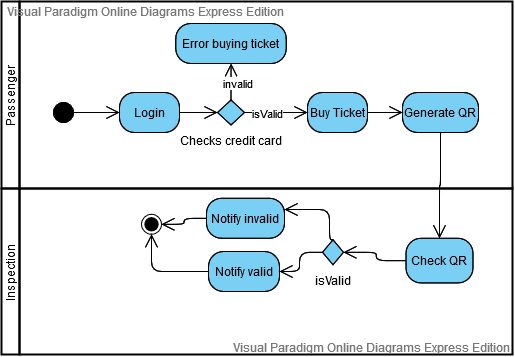 Visual Paradigm Online Diagrams Express Edition
Passenger
Error buying ticket
invalid
Login
isValid
Buy Ticket
Generate QR
Checks credit card
Inspection
Notify invalid
Notify valid
isValid
Check QR
Visual Paradigm Online Diagrams Express Edition